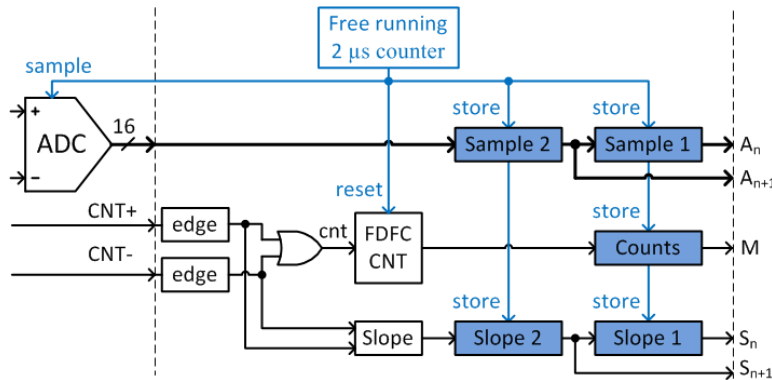 Free running
2 µs counter
sample
+
ADC
−
16
store
store
Sample 2
Sample 1
Aₙ
Aₙ₊₁
reset
store
CNT+
edge
cnt
FDFC
CNT
Counts
M
CNT-
edge
store
store
Slope
Slope 2
Slope 1
Sₙ
Sₙ₊₁